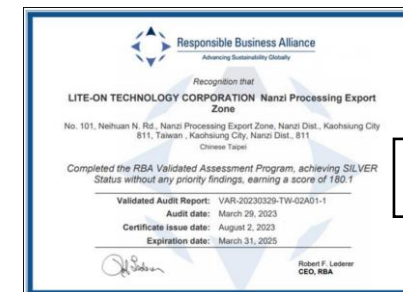 Responsible Business Alliance
Advancing Sustainability Globally
Recognition that
LITE-ON TECHNOLOGY CORPORATION Nanzi Processing Export
Zone
No. 101, Neihuan N. Rd., Nanzi Processing Export Zone, Nanzi Dist., Kaohsiung City
811, Taiwan , Kaohsiung City, Nanzi Dist., 811
Chinese Taipei
Completed the RBA Validated Assessment Program, achieving SILVER
Status without any priority findings, earning a score of 180.1
Validated Audit Report: VAR-20230329-TW-02A01-1
Audit date: March 29, 2023
Certificate issue date: August 2, 2023
Expiration date: March 31, 2025
Robert F. Lederer
CEO, RBA